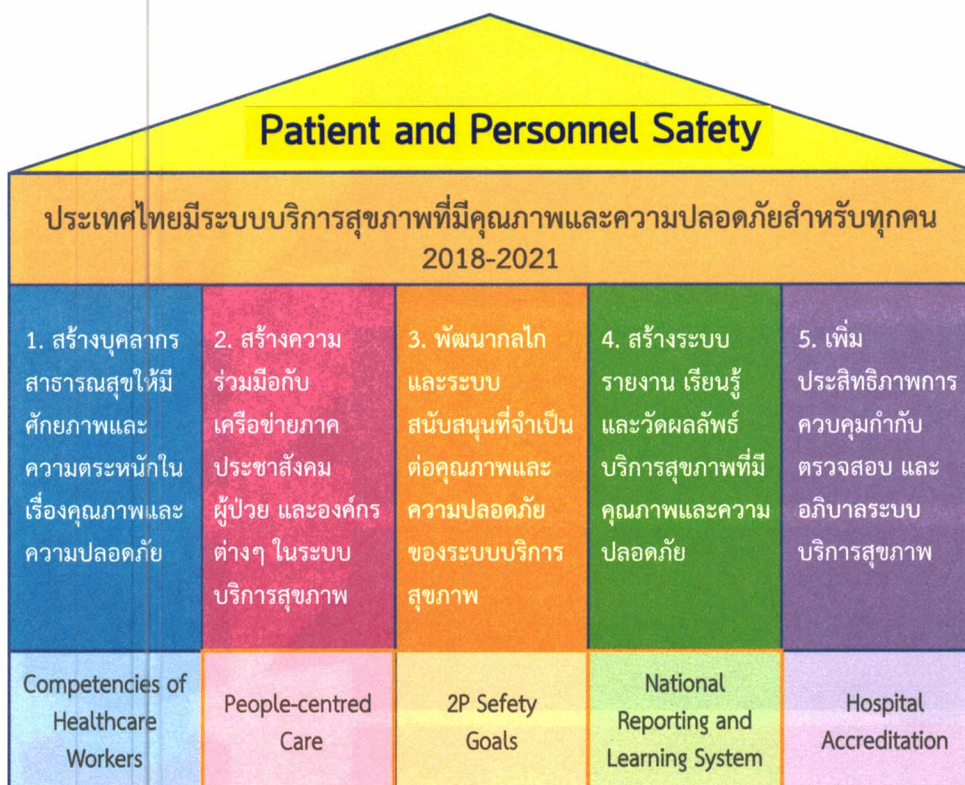 Patient and Personnel Safety
ประเทศไทยมีระบบบริการสุขภาพที่มีคุณภาพและความปลอดภัยสำหรับทุกคน
2018-2021
1. สร้างบุคลากร
สาธารณสุขให้มี
ศักยภาพและ
ความตระหนักใน
เรื่องคุณภาพและ
ความปลอดภัย
2. สร้างความ
ร่วมมือกับ
เครือข่ายภาค
ประชาสังคม
ผู้ป่วย และองค์กร
ต่างๆ ในระบบ
บริการสุขภาพ
3. พัฒนากลไก
และระบบ
สนับสนุนที่จำเป็น
ต่อคุณภาพและ
ความปลอดภัย
ของระบบบริการ
สุขภาพ
4. สร้างระบบ
รายงาน เรียนรู้
และวัดผลลัพธ์
บริการสุขภาพที่มี
คุณภาพและความ
ปลอดภัย
5. เพิ่ม
ประสิทธิภาพการ
ควบคุมกำกับ
ตรวจสอบ และ
อภิบาลระบบ
บริการสุขภาพ
Competencies of
Healthcare
Workers
People-centred
Care
2P Safety
Goals
National
Reporting and
Learning System
Hospital
Accreditation